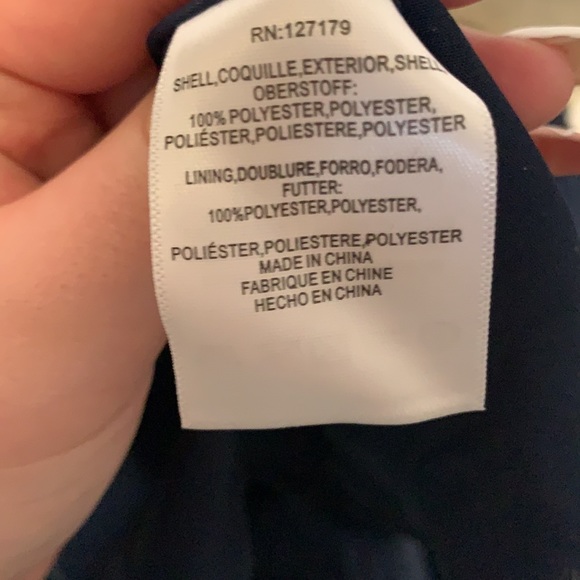 RN:127179
SHELL,COQUILLE,EXTERIOR,SHELL
OBERSTOFF:
100% POLYESTER,POLYESTER,
POLIÉSTER,POLIESTERE,POLYESTER
LINING,DOUBLURE,FORRO,FODERA,
FUTTER:
100%POLYESTER,POLYESTER,
POLIÉSTER,POLIESTERE,POLYESTER
MADE IN CHINA
FABRIQUE EN CHINE
HECHO EN CHINA